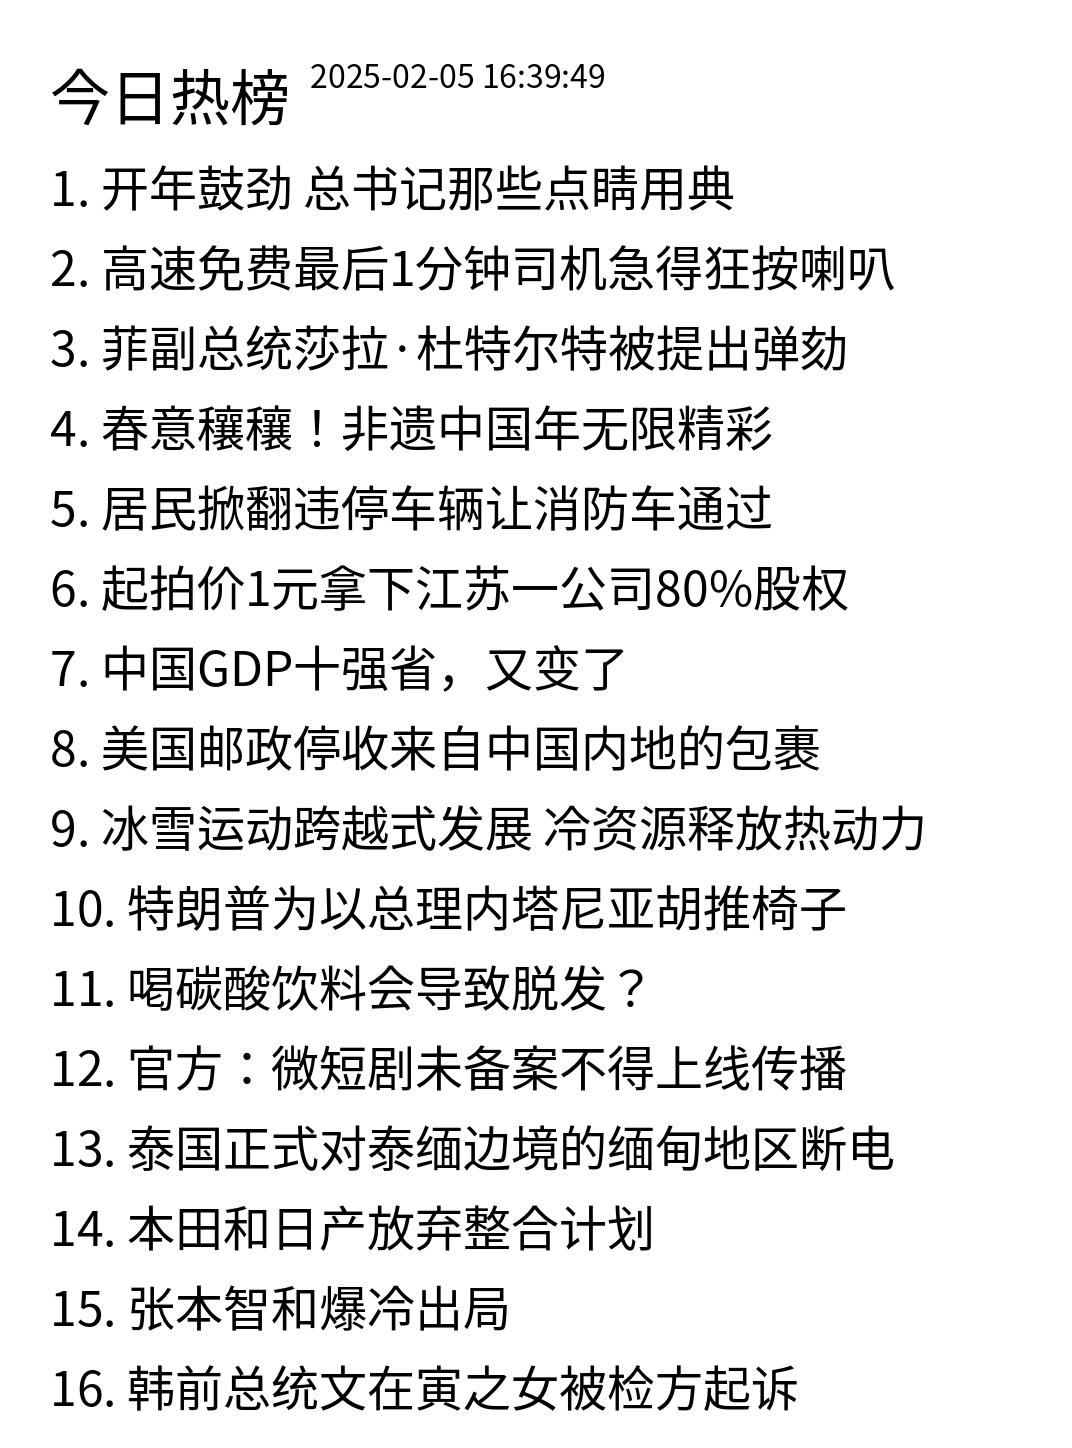 今日热榜 2025-02-05 16:39:49
1. 开年鼓劲 总书记那些点睛用典
2. 高速免费最后1分钟司机急得狂按喇叭
3. 菲副总统莎拉·杜特尔特被提出弹劾
4. 春意穰穰！非遗中国年无限精彩
5. 居民掀翻违停车辆让消防车通过
6. 起拍价1元拿下江苏一公司80%股权
7. 中国GDP十强省，又变了
8. 美国邮政停收来自中国内地的包裹
9. 冰雪运动跨越式发展 冷资源释放热动力
10. 特朗普为以总理内塔尼亚胡推椅子
11. 喝碳酸饮料会导致脱发？
12. 官方：微短剧未备案不得上线传播
13. 泰国正式对泰缅边境的缅甸地区断电
14. 本田和日产放弃整合计划
15. 张本智和爆冷出局
16. 韩前总统文在寅之女被检方起诉